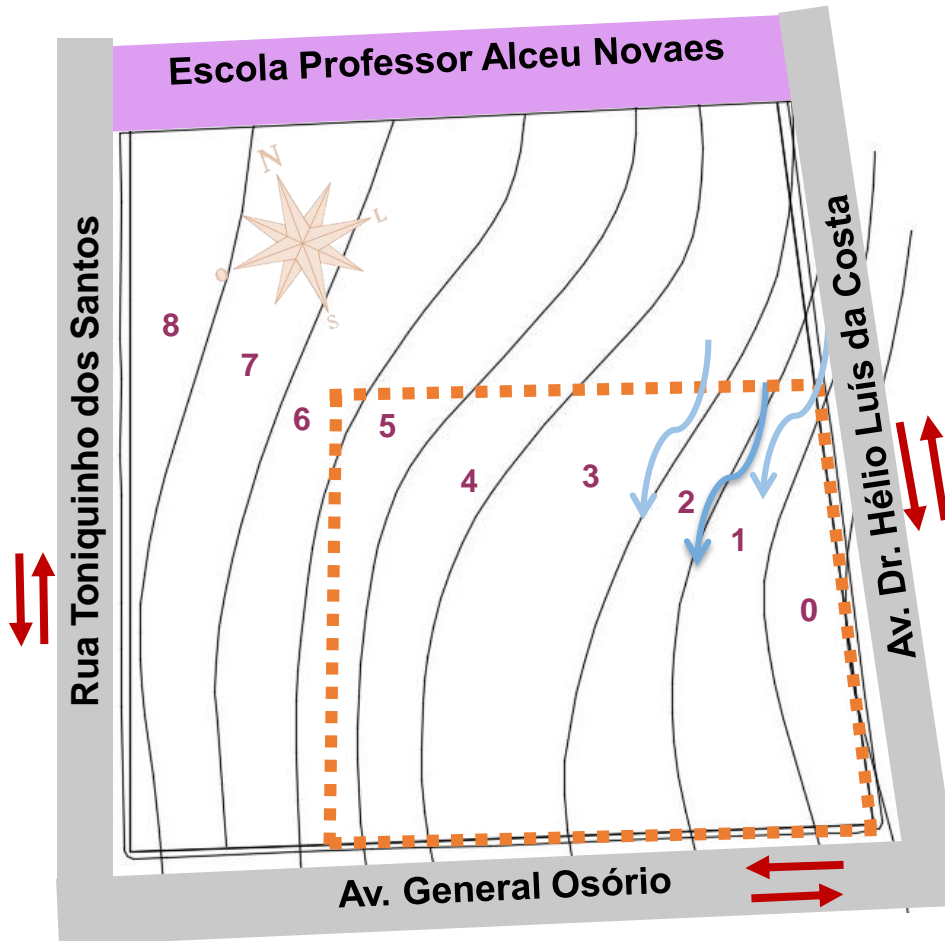 Escola Professor Alceu Novaes
N
L
O
S
Rua Toniquinho dos Santos
Av. Dr. Hélio Luís da Costa
8
7
6
5
4
3
2
1
0
Av. General Osório